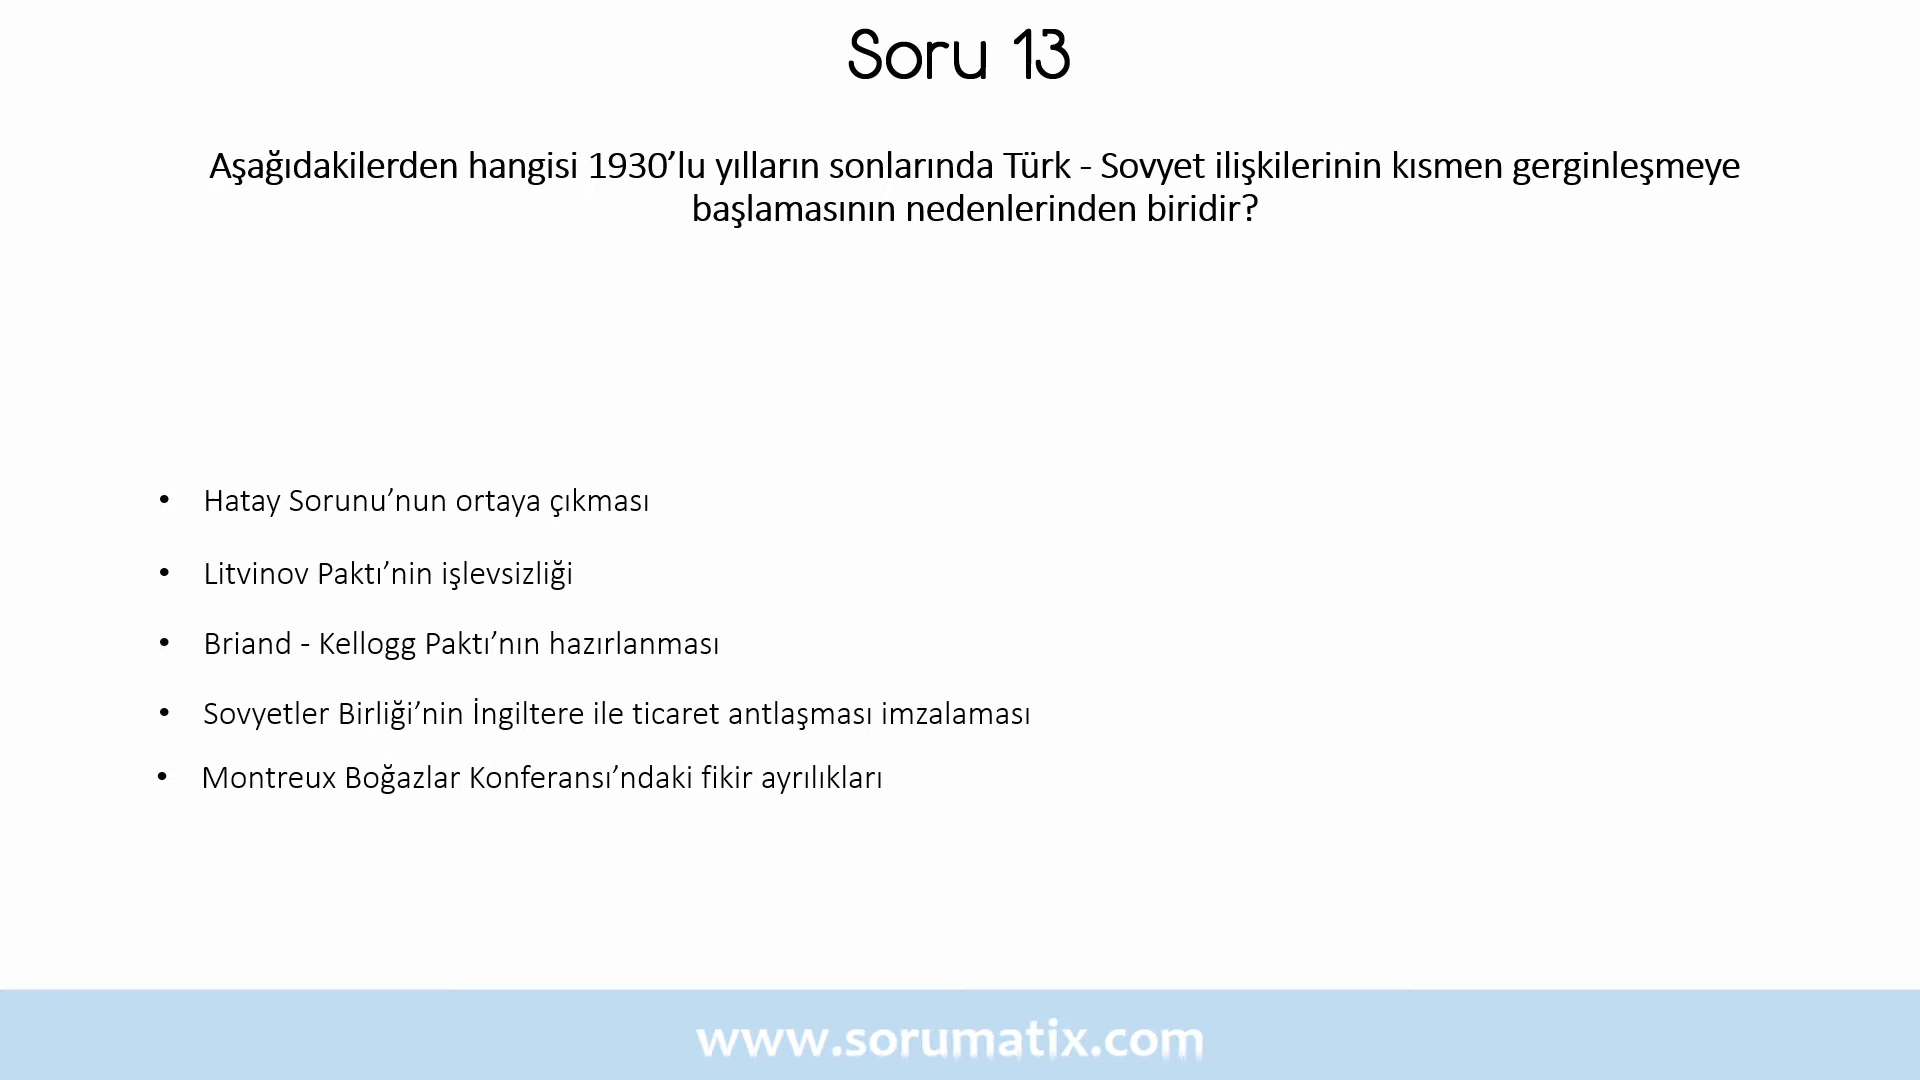 Soru 13
Aşağıdakilerden hangisi 1930’lu yılların sonlarında Türk - Sovyet ilişkilerinin kısmen gerginleşmeye
başlamasının nedenlerinden biridir?
• Hatay Sorunu’nun ortaya çıkması
• Litvinov Paktı’nin işlevsizliği
• Briand - Kellogg Paktı’nın hazırlanması
• Sovyetler Birliği’nin İngiltere ile ticaret antlaşması imzalaması
• Montreux Boğazlar Konferansı’ndaki fikir ayrılıkları
www.sorumatix.com